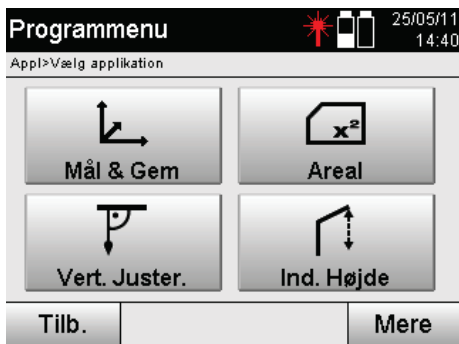 Programmenu
25/05/11
14:40
Appl>Vælg applikation
Mål & Gem
x²
Areal
Vert. Juster.
Ind. Højde
Tilb.
Mere